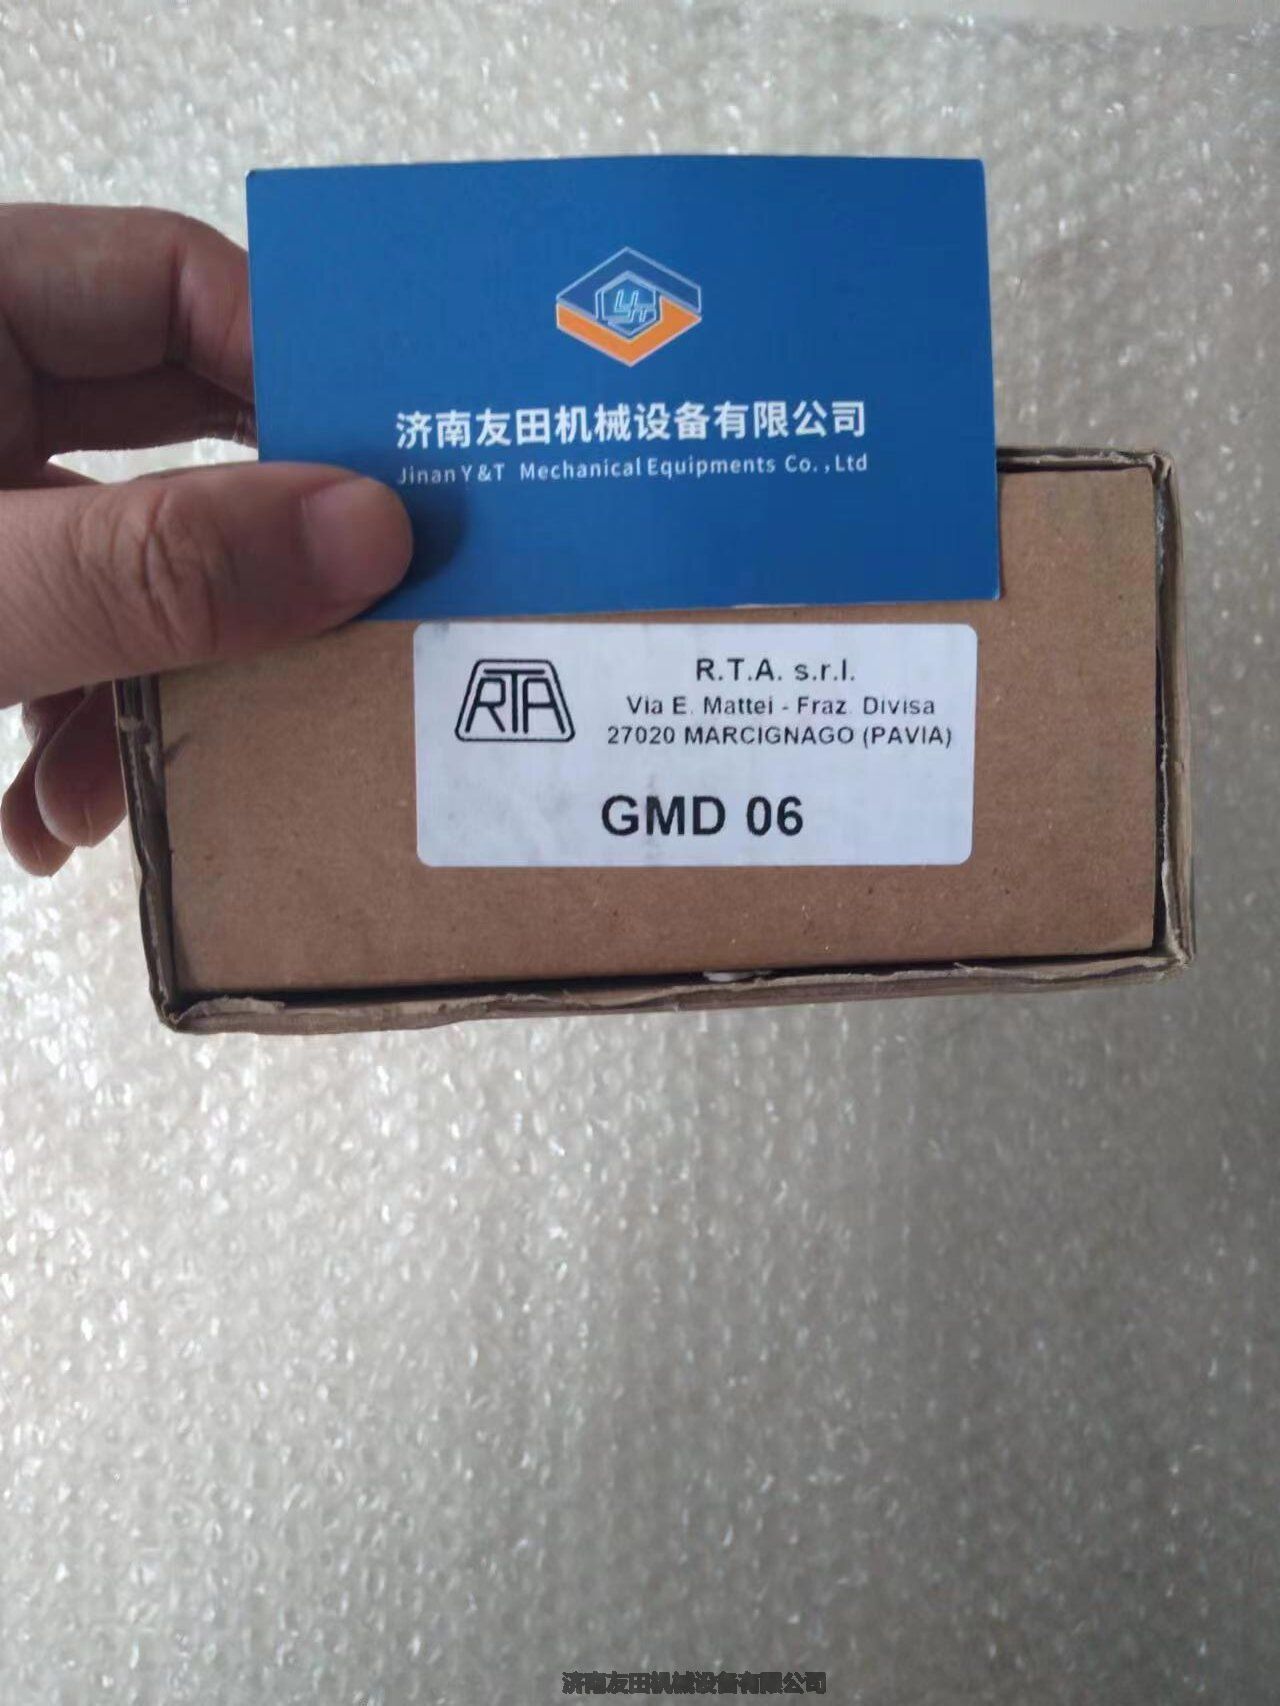 YT
济南友田机械设备有限公司
Jinan Y&T Mechanical Equipments Co.,Ltd
RTA
R.T.A. s.r.l.
Via E. Mattei - Fraz. Divisa
27020 MARCIGNAGO (PAVIA)
GMD 06
济南友田机械设备有限公司